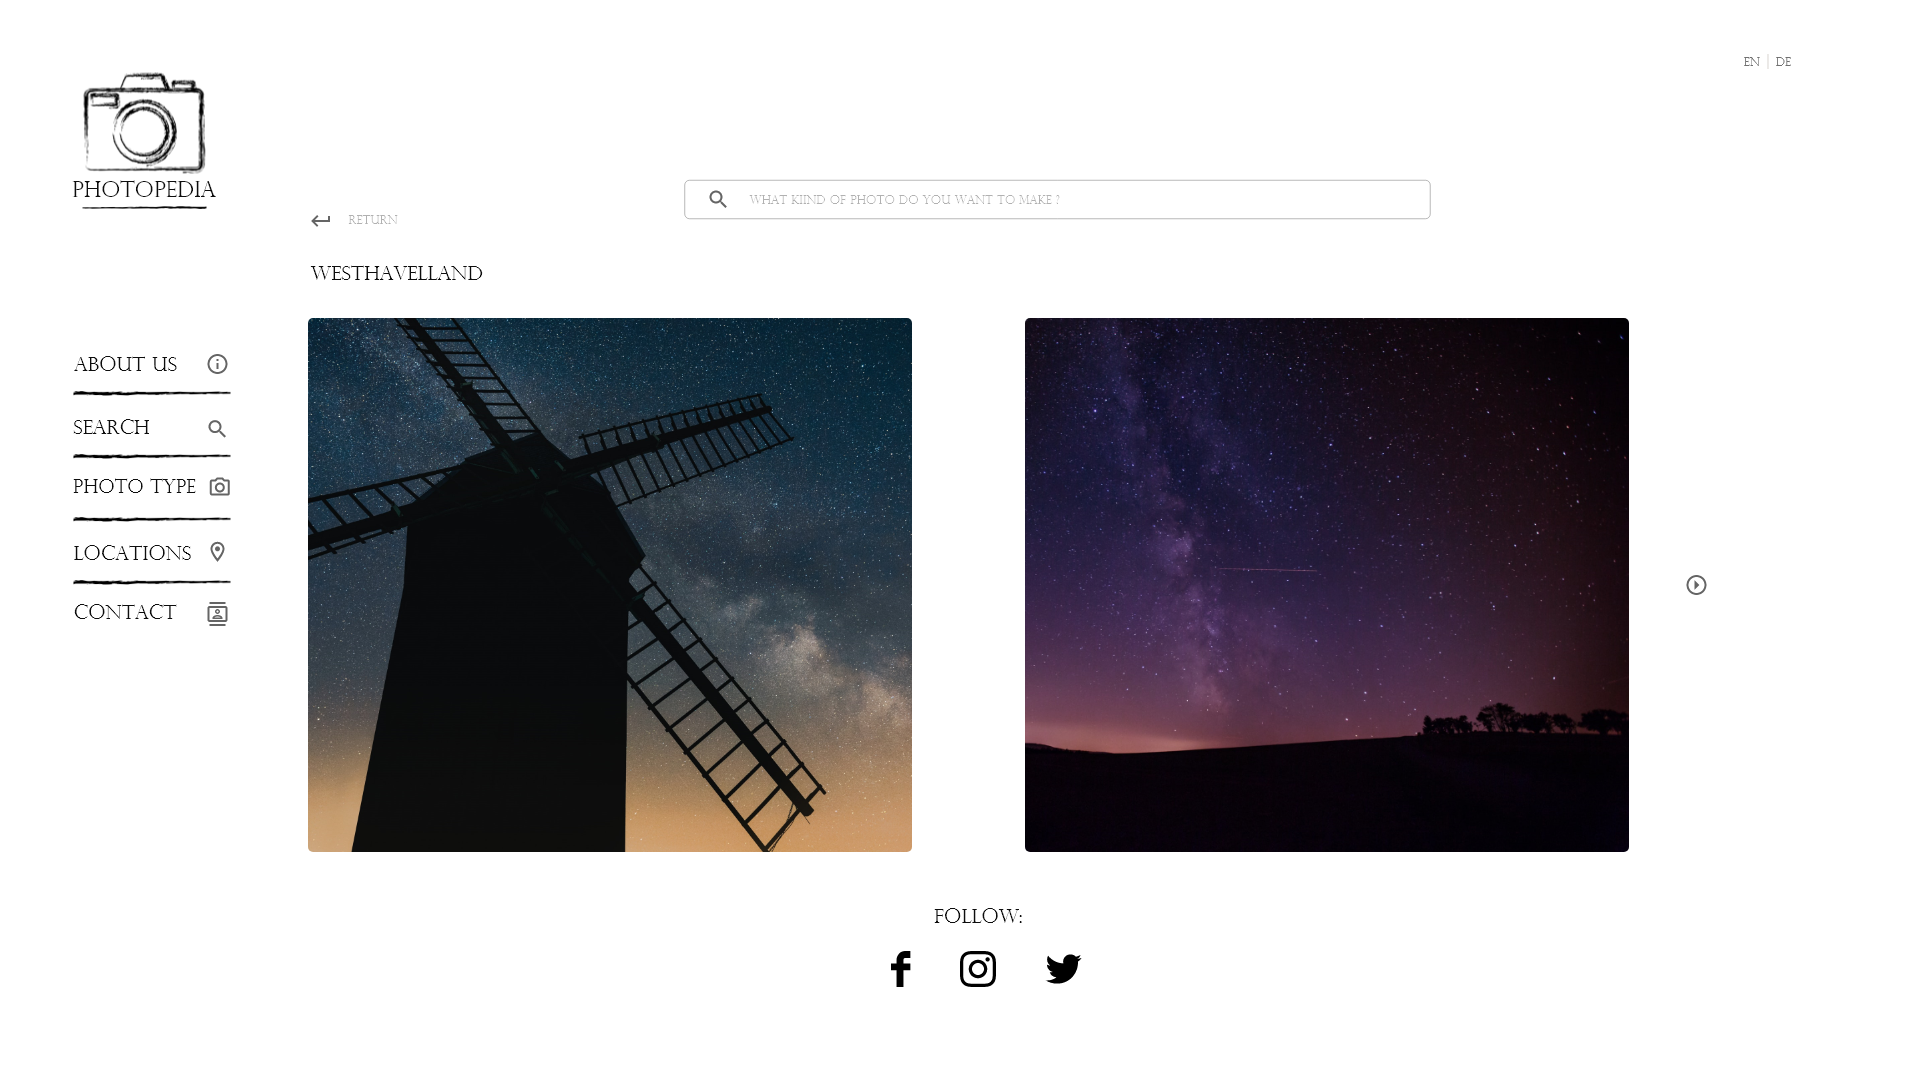 EN | DE
PHOTOPEDIA
WHAT KIIND OF PHOTO DO YOU WANT TO MAKE ?
RETURN
WESTHAVELLAND
ABOUT US
SEARCH
PHOTO TYPE
LOCATIONS
CONTACT
FOLLOW: